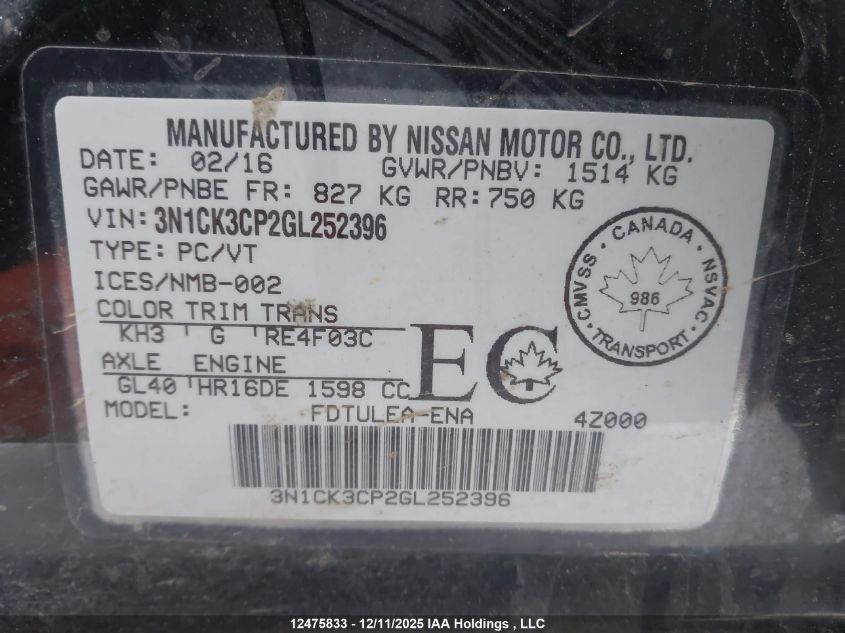 MANUFACTURED BY NISSAN MOTOR CO., LTD.
DATE: 02/16 GVWR/PNBV: 1514 KG
GAWR/PNBE FR: 827 KG RR: 750 KG
VIN: 3N1CK3CP2GL252396
TYPE: PC/VT
ICES/NMB-002
COLOR TRIM TRANS
KH3 G RE4F03C
AXLE ENGINE
GL40 HR16DE 1598 CC
MODEL: FDTULEA-ENA 4Z000
EC
CANADA · NSVAC · TRANSPORT · CMVSS
986
3N1CK3CP2GL252396
12475833 - 12/11/2025 IAA Holdings , LLC